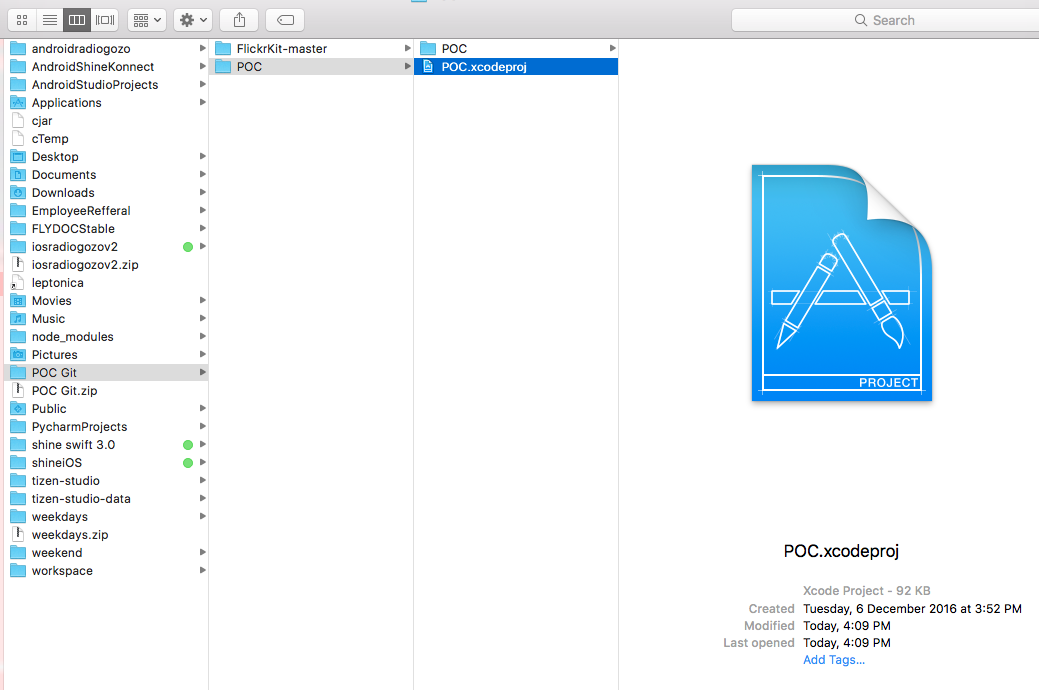 Search
androidradiogozo
AndroidShineKonnect
AndroidStudioProjects
Applications
cjar
cTemp
Desktop
Documents
Downloads
EmployeeRefferal
FLYDOCStable
iosradiogozov2
iosradiogozov2.zip
leptonica
Movies
Music
node_modules
Pictures
POC Git
POC Git.zip
Public
PycharmProjects
shine swift 3.0
shineiOS
tizen-studio
tizen-studio-data
weekdays
weekdays.zip
weekend
workspace
FlickrKit-master
POC
POC
POC.xcodeproj
PROJECT
POC.xcodeproj
Xcode Project - 92 KB
Created Tuesday, 6 December 2016 at 3:52 PM
Modified Today, 4:09 PM
Last opened Today, 4:09 PM
Add Tags...